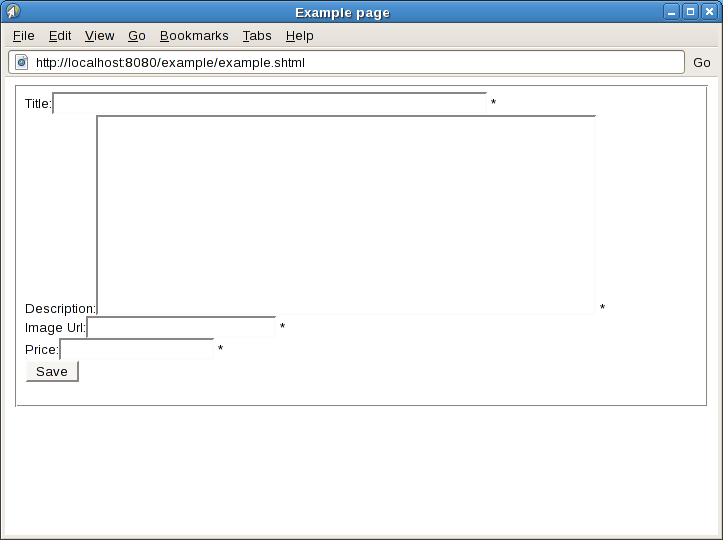 Example page
File Edit View Go Bookmarks Tabs Help
http://localhost:8080/example/example.shtml Go
Title: *
Description: *
Image Url: *
Price: *
Save